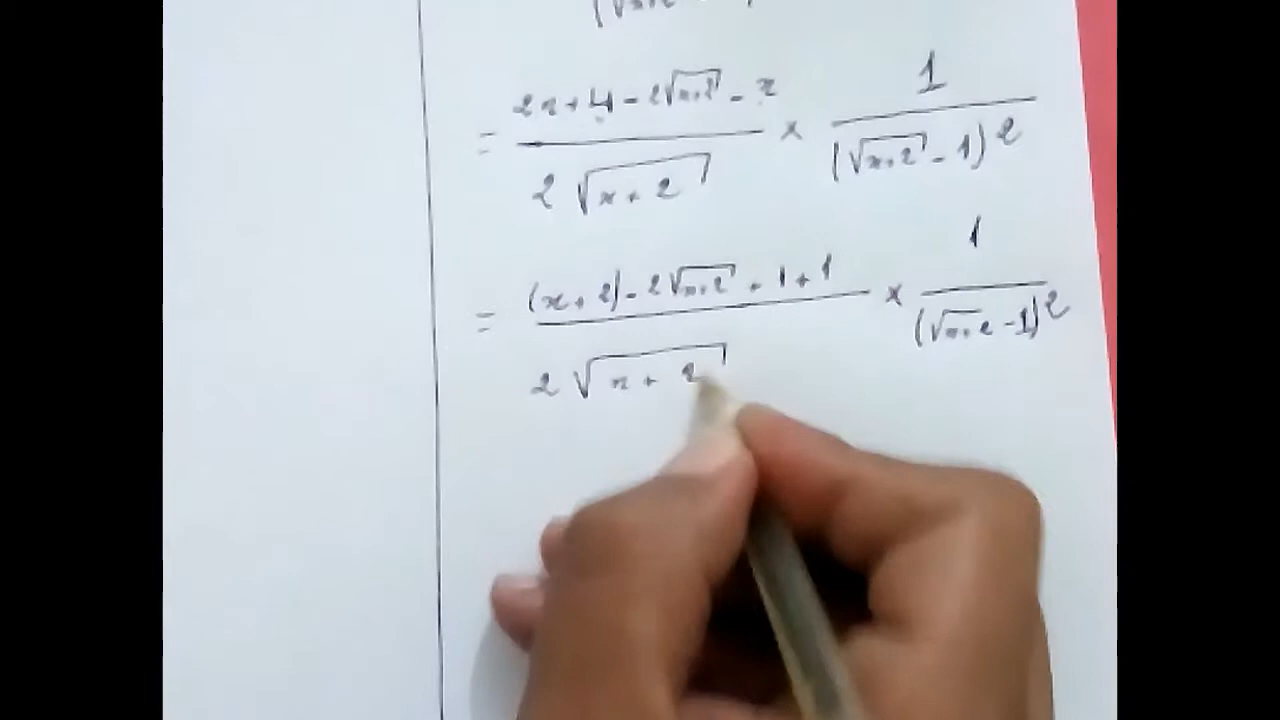 = (2x+4-2√(x+2)-x)/(2√(x+2)) × 1/(√(x+2)-1)²
= ((x+2)-2√(x+2)+1+1)/(2√(x+2)) × 1/(√(x+2)-1)²